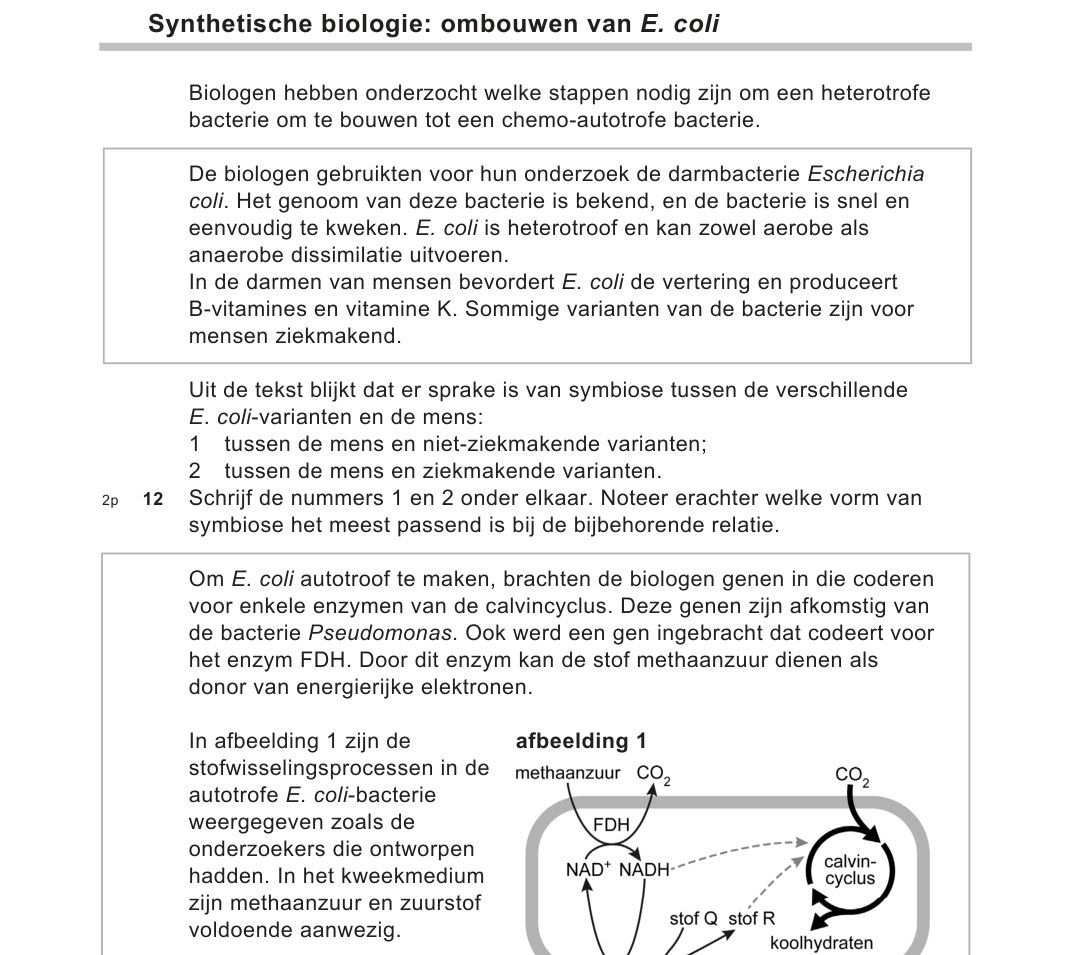 Synthetische biologie: ombouwen van E. coli
Biologen hebben onderzocht welke stappen nodig zijn om een heterotrofe
bacterie om te bouwen tot een chemo-autotrofe bacterie.
De biologen gebruikten voor hun onderzoek de darmbacterie Escherichia
coli. Het genoom van deze bacterie is bekend, en de bacterie is snel en
eenvoudig te kweken. E. coli is heterotroof en kan zowel aerobe als
anaerobe dissimilatie uitvoeren.
In de darmen van mensen bevordert E. coli de vertering en produceert
B-vitamines en vitamine K. Sommige varianten van de bacterie zijn voor
mensen ziekmakend.
Uit de tekst blijkt dat er sprake is van symbiose tussen de verschillende
E. coli-varianten en de mens:
1 tussen de mens en niet-ziekmakende varianten;
2 tussen de mens en ziekmakende varianten.
2p 12 Schrijf de nummers 1 en 2 onder elkaar. Noteer erachter welke vorm van
symbiose het meest passend is bij de bijbehorende relatie.
Om E. coli autotroof te maken, brachten de biologen genen in die coderen
voor enkele enzymen van de calvincyclus. Deze genen zijn afkomstig van
de bacterie Pseudomonas. Ook werd een gen ingebracht dat codeert voor
het enzym FDH. Door dit enzym kan de stof methaanzuur dienen als
donor van energierijke elektronen.
In afbeelding 1 zijn de
stofwisselingsprocessen in de
autotrofe E. coli-bacterie
weergegeven zoals de
onderzoekers die ontworpen
hadden. In het kweekmedium
zijn methaanzuur en zuurstof
voldoende aanwezig.
afbeelding 1
methaanzuur CO2
CO2
FDH
NAD+ NADH
calvin-
cyclus
stof Q stof R
koolhydraten